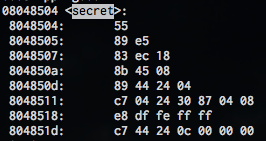 08048504 <secret>:
8048504: 55
8048505: 89 e5
8048507: 83 ec 18
804850a: 8b 45 08
804850d: 89 44 24 04
8048511: c7 04 24 30 87 04 08
8048518: e8 df fe ff ff
804851d: c7 44 24 0c 00 00 00